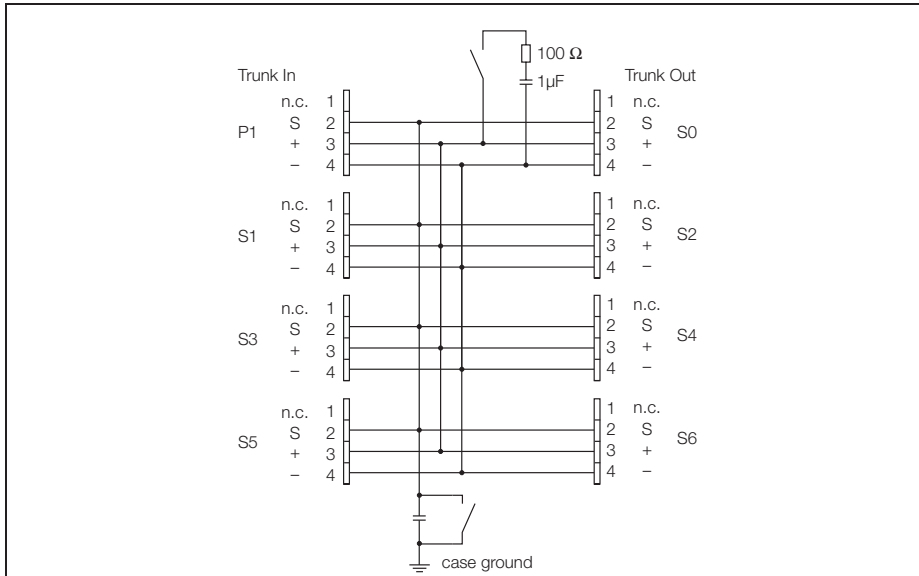 100 Ω
1µF
Trunk In
Trunk Out
n.c. 1
P1 S 2
+ 3
– 4
1 n.c.
2 S S0
3 +
4 –
n.c. 1
S1 S 2
+ 3
– 4
1 n.c.
2 S S2
3 +
4 –
n.c. 1
S3 S 2
+ 3
– 4
1 n.c.
2 S S4
3 +
4 –
n.c. 1
S5 S 2
+ 3
– 4
1 n.c.
2 S S6
3 +
4 –
case ground